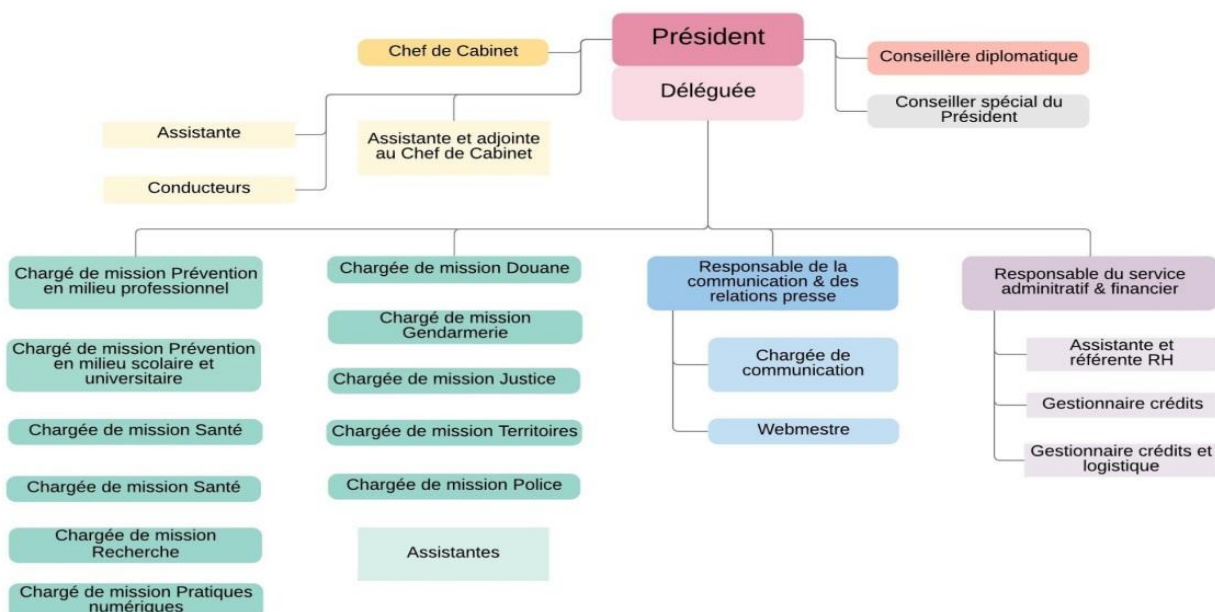 Président
Déléguée
Chef de Cabinet
Assistante
Assistante et adjointe
au Chef de Cabinet
Conducteurs
Conseillère diplomatique
Conseiller spécial du
Président
Chargé de mission Prévention
en milieu professionnel
Chargé de mission Prévention
en milieu scolaire et
universitaire
Chargée de mission Santé
Chargée de mission Santé
Chargée de mission
Recherche
Chargé de mission Pratiques
numériques
Chargée de mission Douane
Chargé de mission
Gendarmerie
Chargée de mission Justice
Chargée de mission Territoires
Chargée de mission Police
Assistantes
Responsable de la
communication & des
relations presse
Chargée de
communication
Webmestre
Responsable du service
adminitratif & financier
Assistante et
référente RH
Gestionnaire crédits
Gestionnaire crédits et
logistique